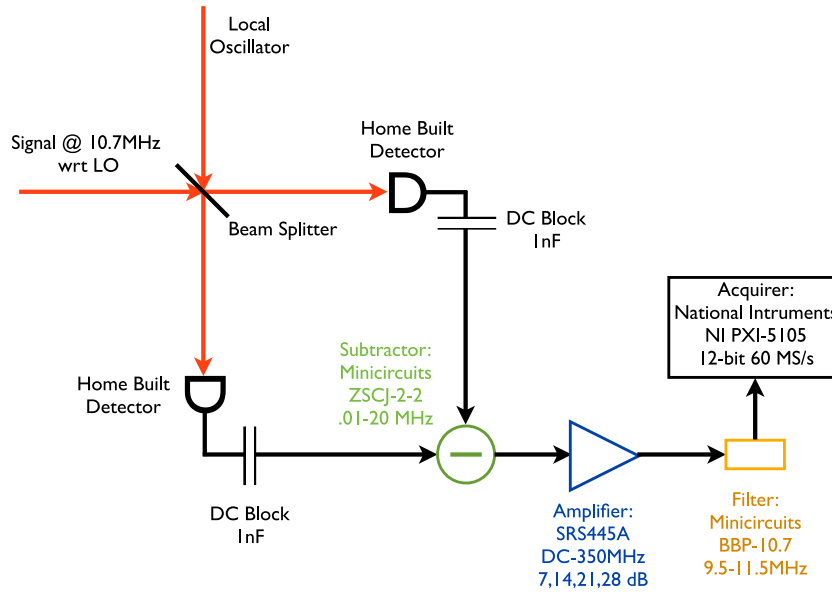 Local
Oscillator
Signal @ 10.7MHz
wrt LO
Home Built
Detector
Beam Splitter
DC Block
1nF
Acquirer:
National Intruments
NI PXI-5105
12-bit 60 MS/s
Subtractor:
Minicircuits
ZSCJ-2-2
.01-20 MHz
Home Built
Detector
DC Block
1nF
Amplifier:
SRS445A
DC-350MHz
7,14,21,28 dB
Filter:
Minicircuits
BBP-10.7
9.5-11.5MHz